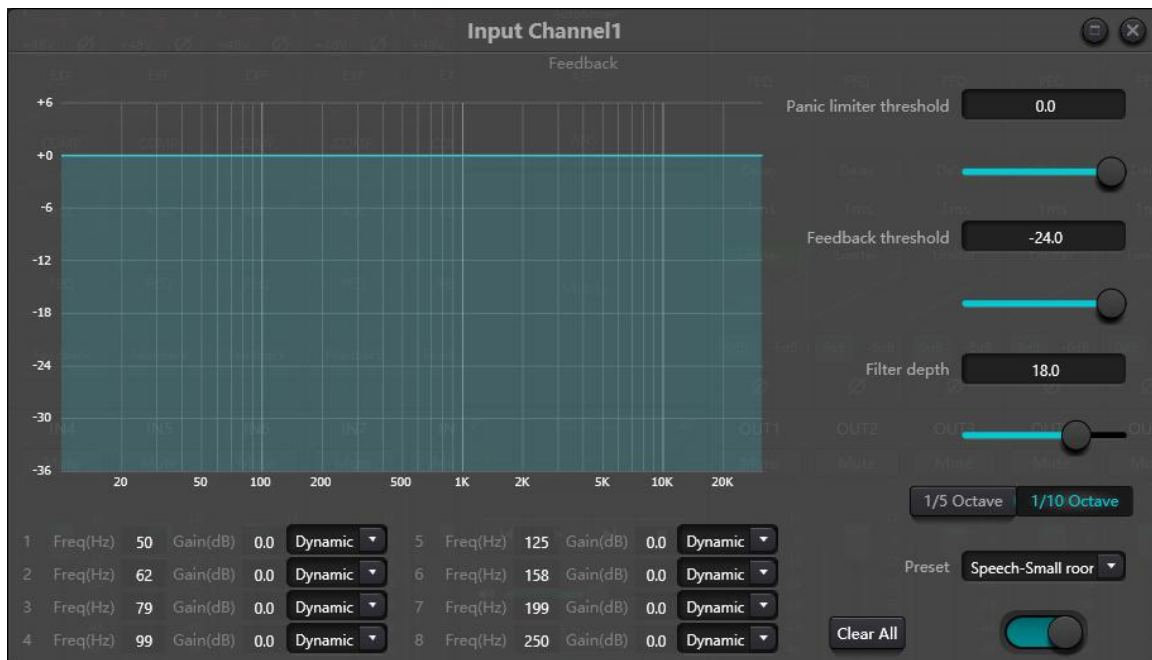 Input Channel1
Feedback
+6
+0
-6
-12
-18
-24
-30
-36
20 50 100 200 500 1K 2K 5K 10K 20K
Panic limiter threshold 0.0
Feedback threshold -24.0
Filter depth 18.0
1/5 Octave 1/10 Octave
Preset Speech-Small roor
Clear All
1 Freq(Hz) 50 Gain(dB) 0.0 Dynamic 5 Freq(Hz) 125 Gain(dB) 0.0 Dynamic
2 Freq(Hz) 62 Gain(dB) 0.0 Dynamic 6 Freq(Hz) 158 Gain(dB) 0.0 Dynamic
3 Freq(Hz) 79 Gain(dB) 0.0 Dynamic 7 Freq(Hz) 199 Gain(dB) 0.0 Dynamic
4 Freq(Hz) 99 Gain(dB) 0.0 Dynamic 8 Freq(Hz) 250 Gain(dB) 0.0 Dynamic